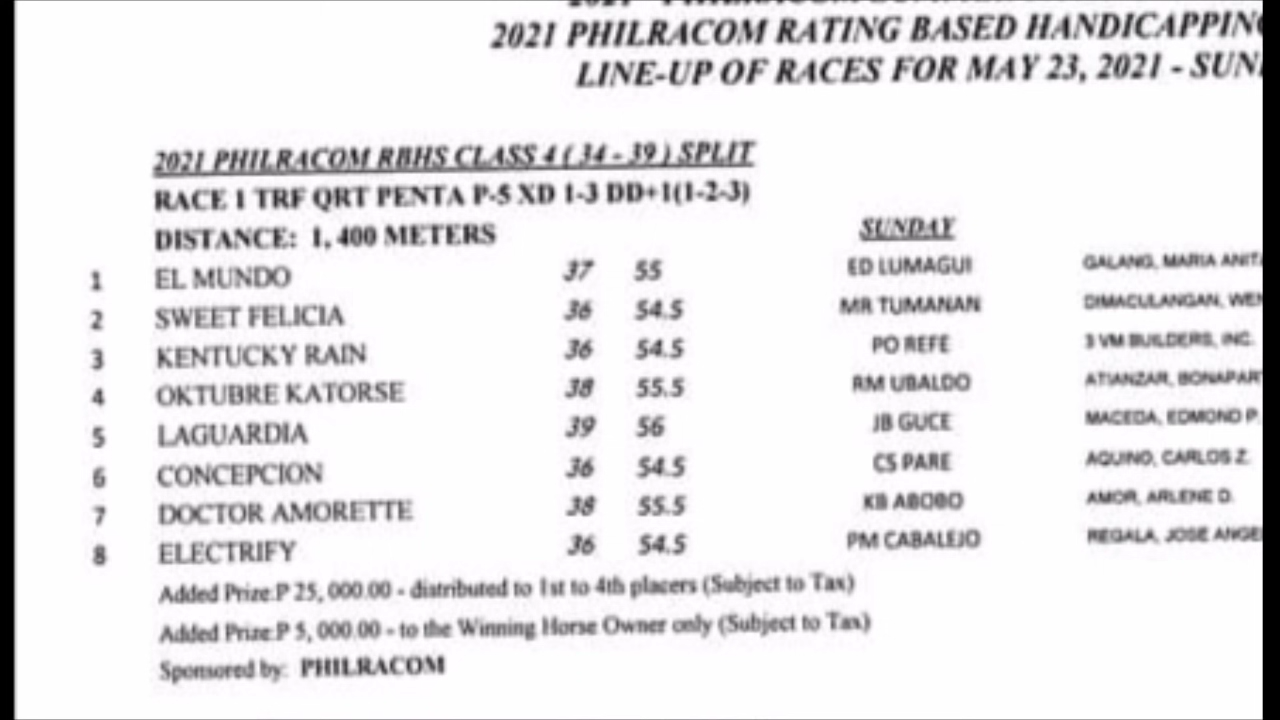 2021 PHILRACOM RATING BASED HANDICAPPING
LINE-UP OF RACES FOR MAY 23, 2021 - SUN
2021 PHILRACOM RBHS CLASS 4 ( 34 - 39 ) SPLIT
RACE 1 TRF QRT PENTA P-5 XD 1-3 DD+1(1-2-3)
DISTANCE: 1, 400 METERS SUNDAY
1 EL MUNDO 37 55 ED LUMAGUI GALANG, MARIA ANIT
2 SWEET FELICIA 36 54.5 MR TUMANAN DIMACULANGAN, WEN
3 KENTUCKY RAIN 36 54.5 PO REFE 3 VM BUILDERS, INC.
4 OKTUBRE KATORSE 38 55.5 RM UBALDO ATIANZAR, BONAPAR
5 LAGUARDIA 39 56 JB GUCE MACEDA, EDMOND P.
6 CONCEPCION 36 54.5 CS PARE AQUINO, CARLOS Z.
7 DOCTOR AMORETTE 38 55.5 KB ABOBO AMOR, ARLENE D.
8 ELECTRIFY 36 54.5 PM CABALEJO REGALA, JOSE ANGE
Added Prize:P 25, 000.00 - distributed to 1st to 4th placers (Subject to Tax)
Added Prize:P 5, 000.00 - to the Winning Horse Owner only (Subject to Tax)
Sponsored by: PHILRACOM